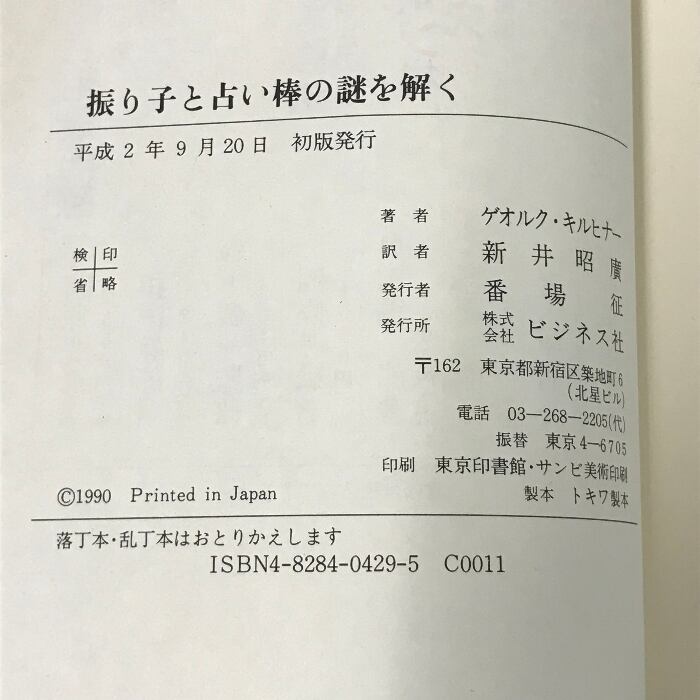 振り子と占い棒の謎を解く
平成2年9月20日 初版発行
検印
省略
著者 ゲオルク・キルヒナー
訳者 新井昭廣
発行者 番場征
発行所 株式会社 ビジネス社
〒162 東京都新宿区築地町6
(北星ビル)
電話 03―268―2205(代)
振替 東京4―6705
印刷 東京印書館・サンビ美術印刷
製本 トキワ製本
©1990 Printed in Japan
落丁本・乱丁本はおとりかえします
ISBN4-8284-0429-5 C0011